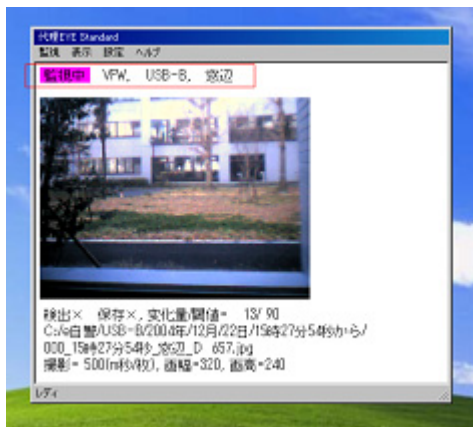 代理EYE Standard
監視 表示 設定 ヘルプ
監視中 VFW, USB-B, 窓辺
検出× 保存×, 変化量/閾値= 13/ 90
C:/e自警/USB-B/2004年/12月/22日/15時27分54秒から/
000_15時27分54秒_窓辺_D 657.jpg
撮影= 500(m秒/枚), 画幅=320, 画高=240
レディ